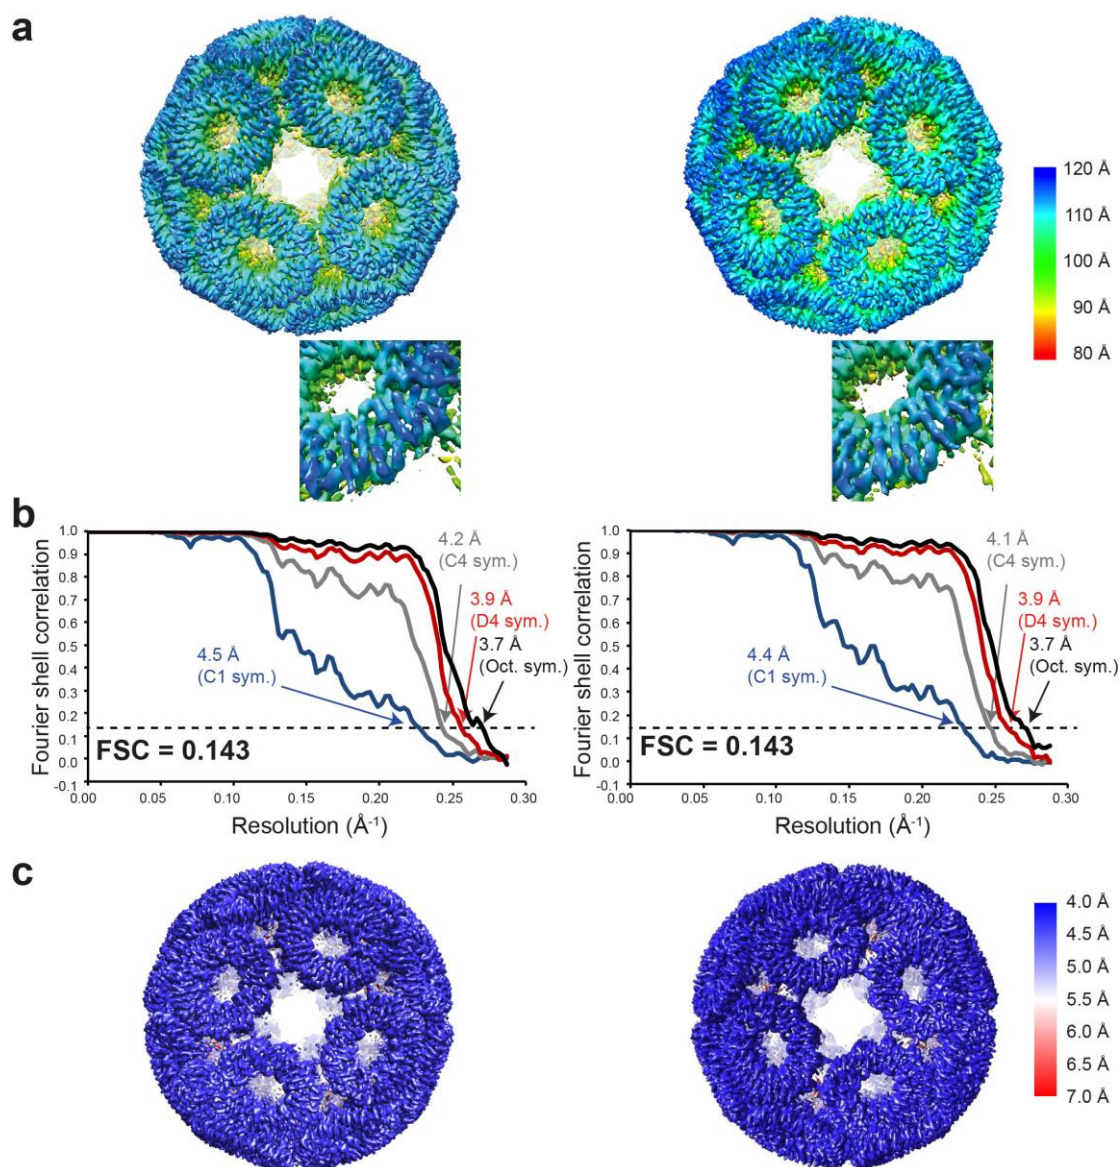 a
120 Å
110 Å
100 Å
90 Å
80 Å
b
Fourier shell correlation
1.0
0.9
0.8
0.7
0.6
0.5
0.4
0.3
0.2
0.1
0.0
-0.1
4.2 Å
(C4 sym.)
3.9 Å
(D4 sym.)
3.7 Å
(Oct. sym.)
4.5 Å
(C1 sym.)
FSC = 0.143
0.00
0.05
0.10
0.15
0.20
0.25
0.30
Resolution (Å⁻¹)
Fourier shell correlation
1.0
0.9
0.8
0.7
0.6
0.5
0.4
0.3
0.2
0.1
0.0
-0.1
4.1 Å
(C4 sym.)
3.9 Å
(D4 sym.)
3.7 Å
(Oct. sym.)
4.4 Å
(C1 sym.)
FSC = 0.143
0.00
0.05
0.10
0.15
0.20
0.25
0.30
Resolution (Å⁻¹)
c
4.0 Å
4.5 Å
5.0 Å
5.5 Å
6.0 Å
6.5 Å
7.0 Å